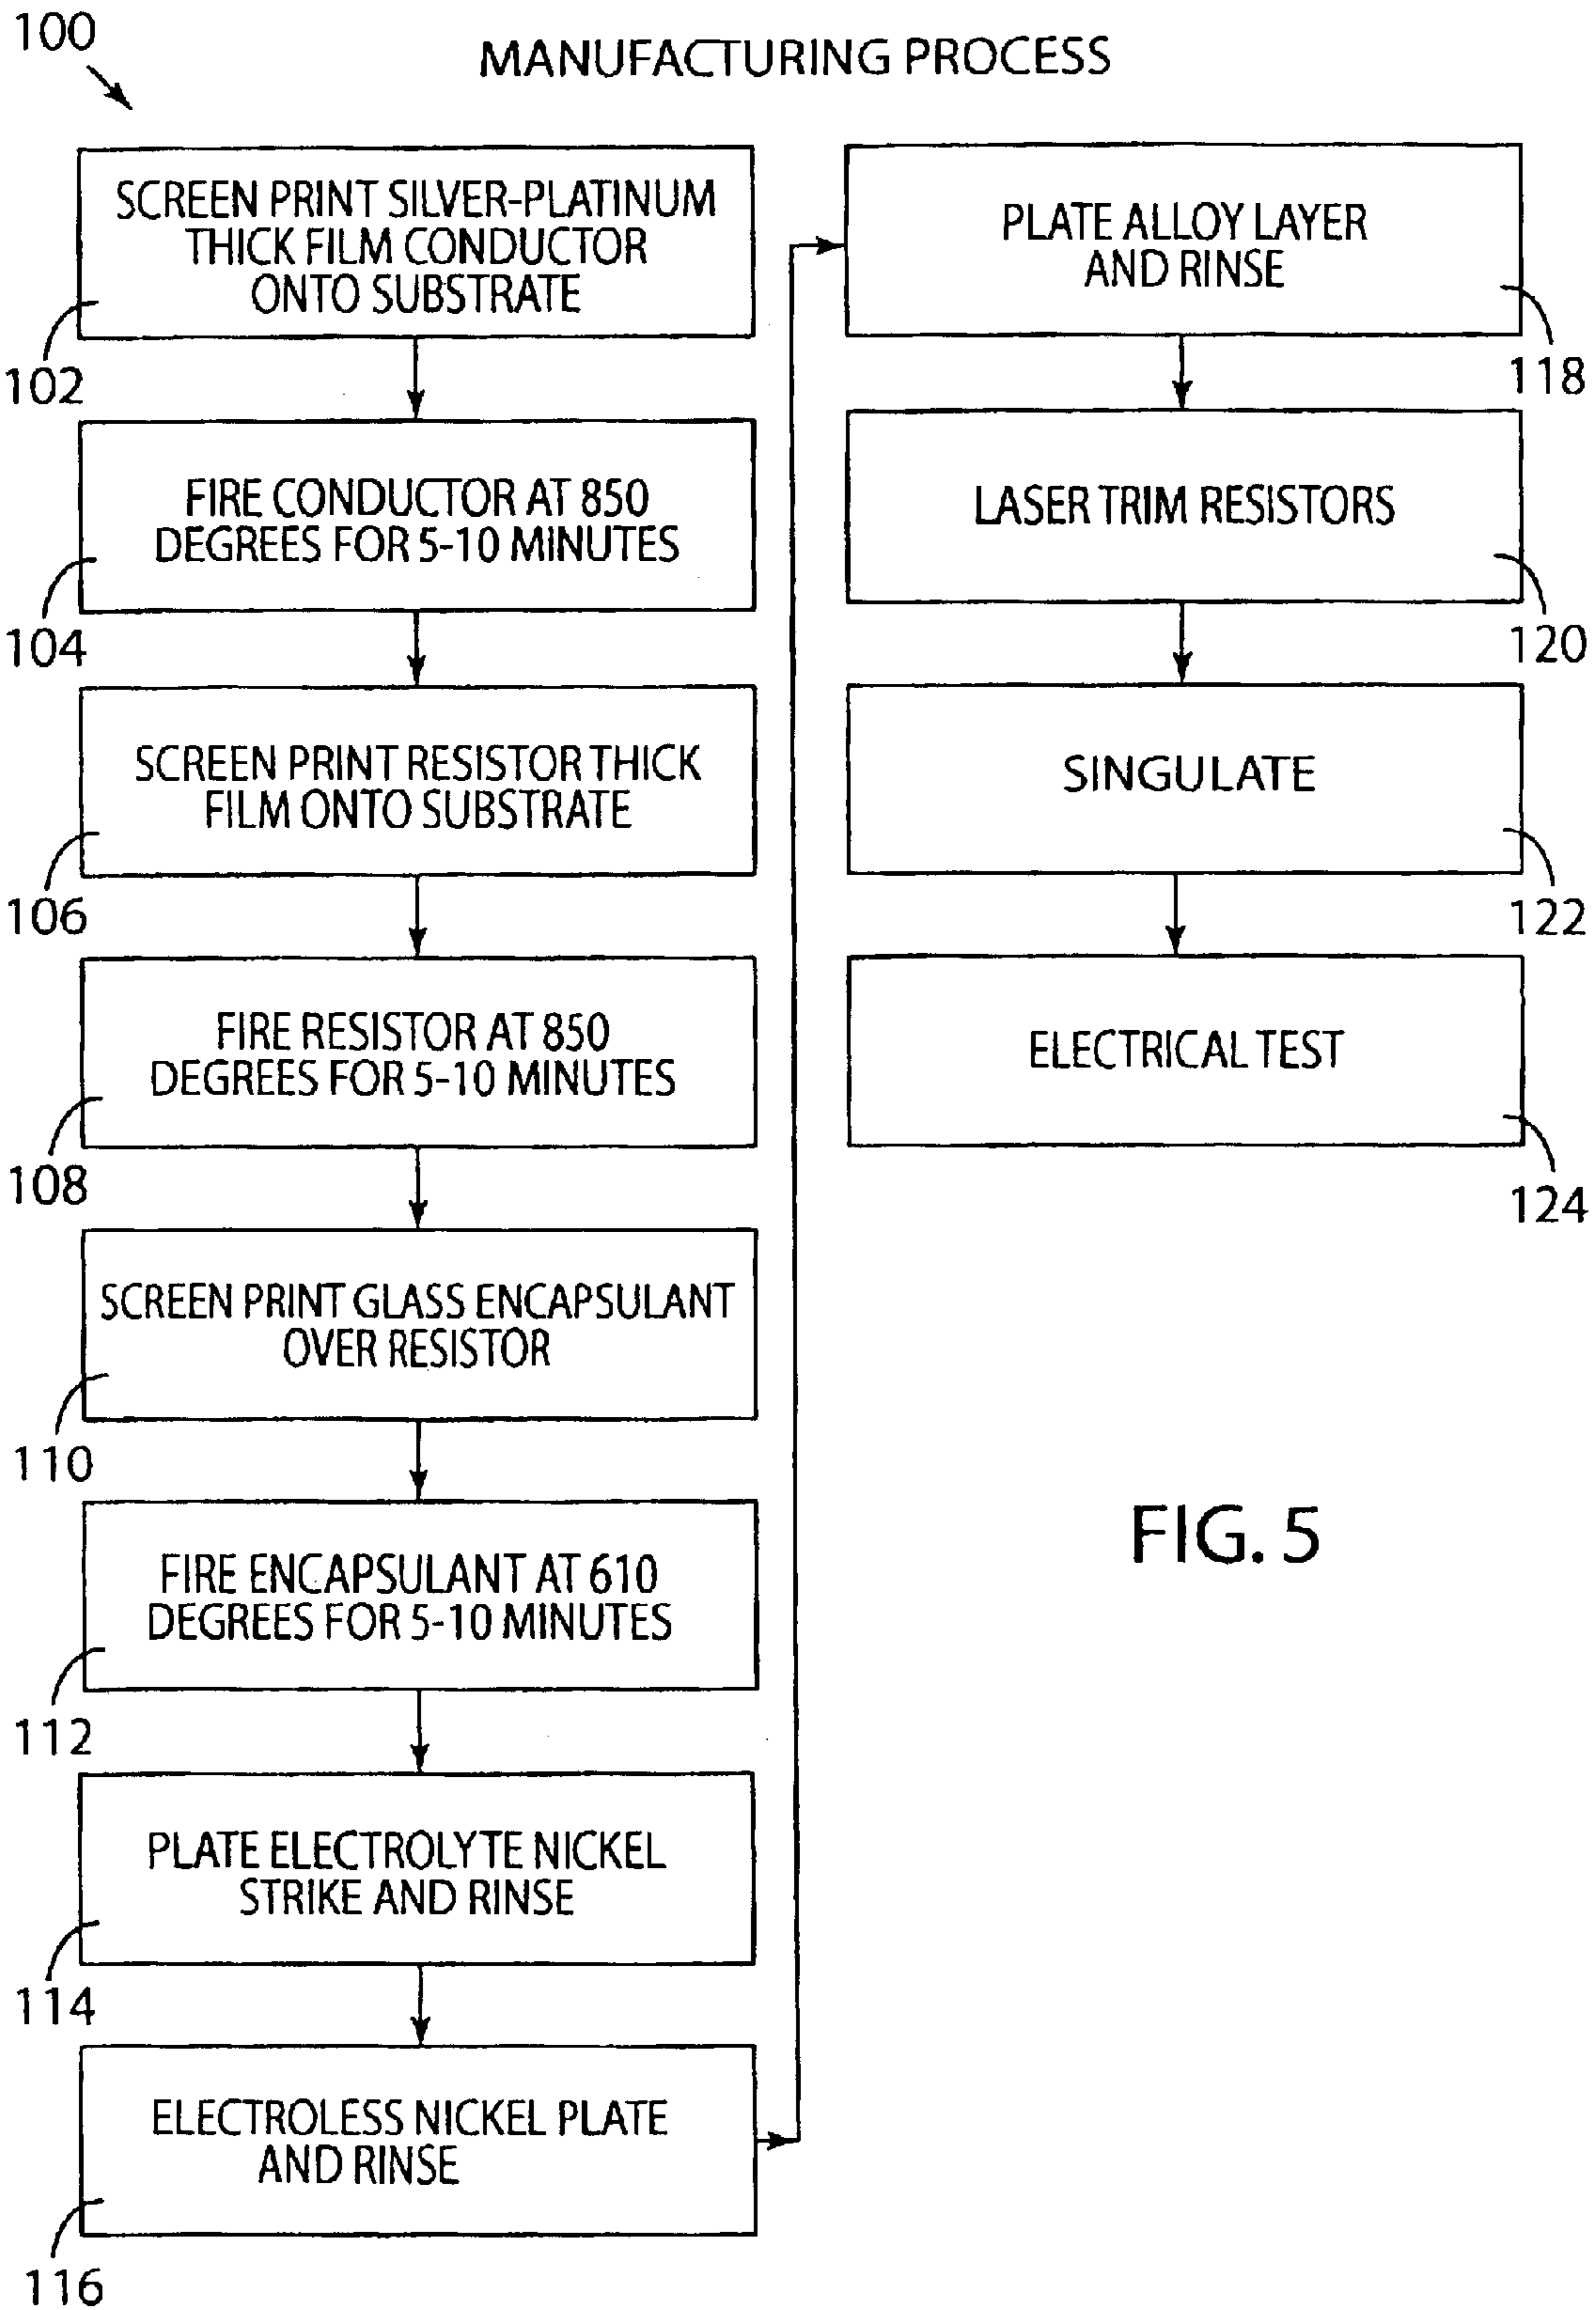 100
MANUFACTURING PROCESS
SCREEN PRINT SILVER-PLATINUM
THICK FILM CONDUCTOR
ONTO SUBSTRATE
102
FIRE CONDUCTOR AT 850
DEGREES FOR 5-10 MINUTES
104
SCREEN PRINT RESISTOR THICK
FILM ONTO SUBSTRATE
106
FIRE RESISTOR AT 850
DEGREES FOR 5-10 MINUTES
108
SCREEN PRINT GLASS ENCAPSULANT
OVER RESISTOR
110
FIRE ENCAPSULANT AT 610
DEGREES FOR 5-10 MINUTES
112
PLATE ELECTROLYTE NICKEL
STRIKE AND RINSE
114
ELECTROLESS NICKEL PLATE
AND RINSE
116
PLATE ALLOY LAYER
AND RINSE
118
LASER TRIM RESISTORS
120
SINGULATE
122
ELECTRICAL TEST
124
FIG. 5